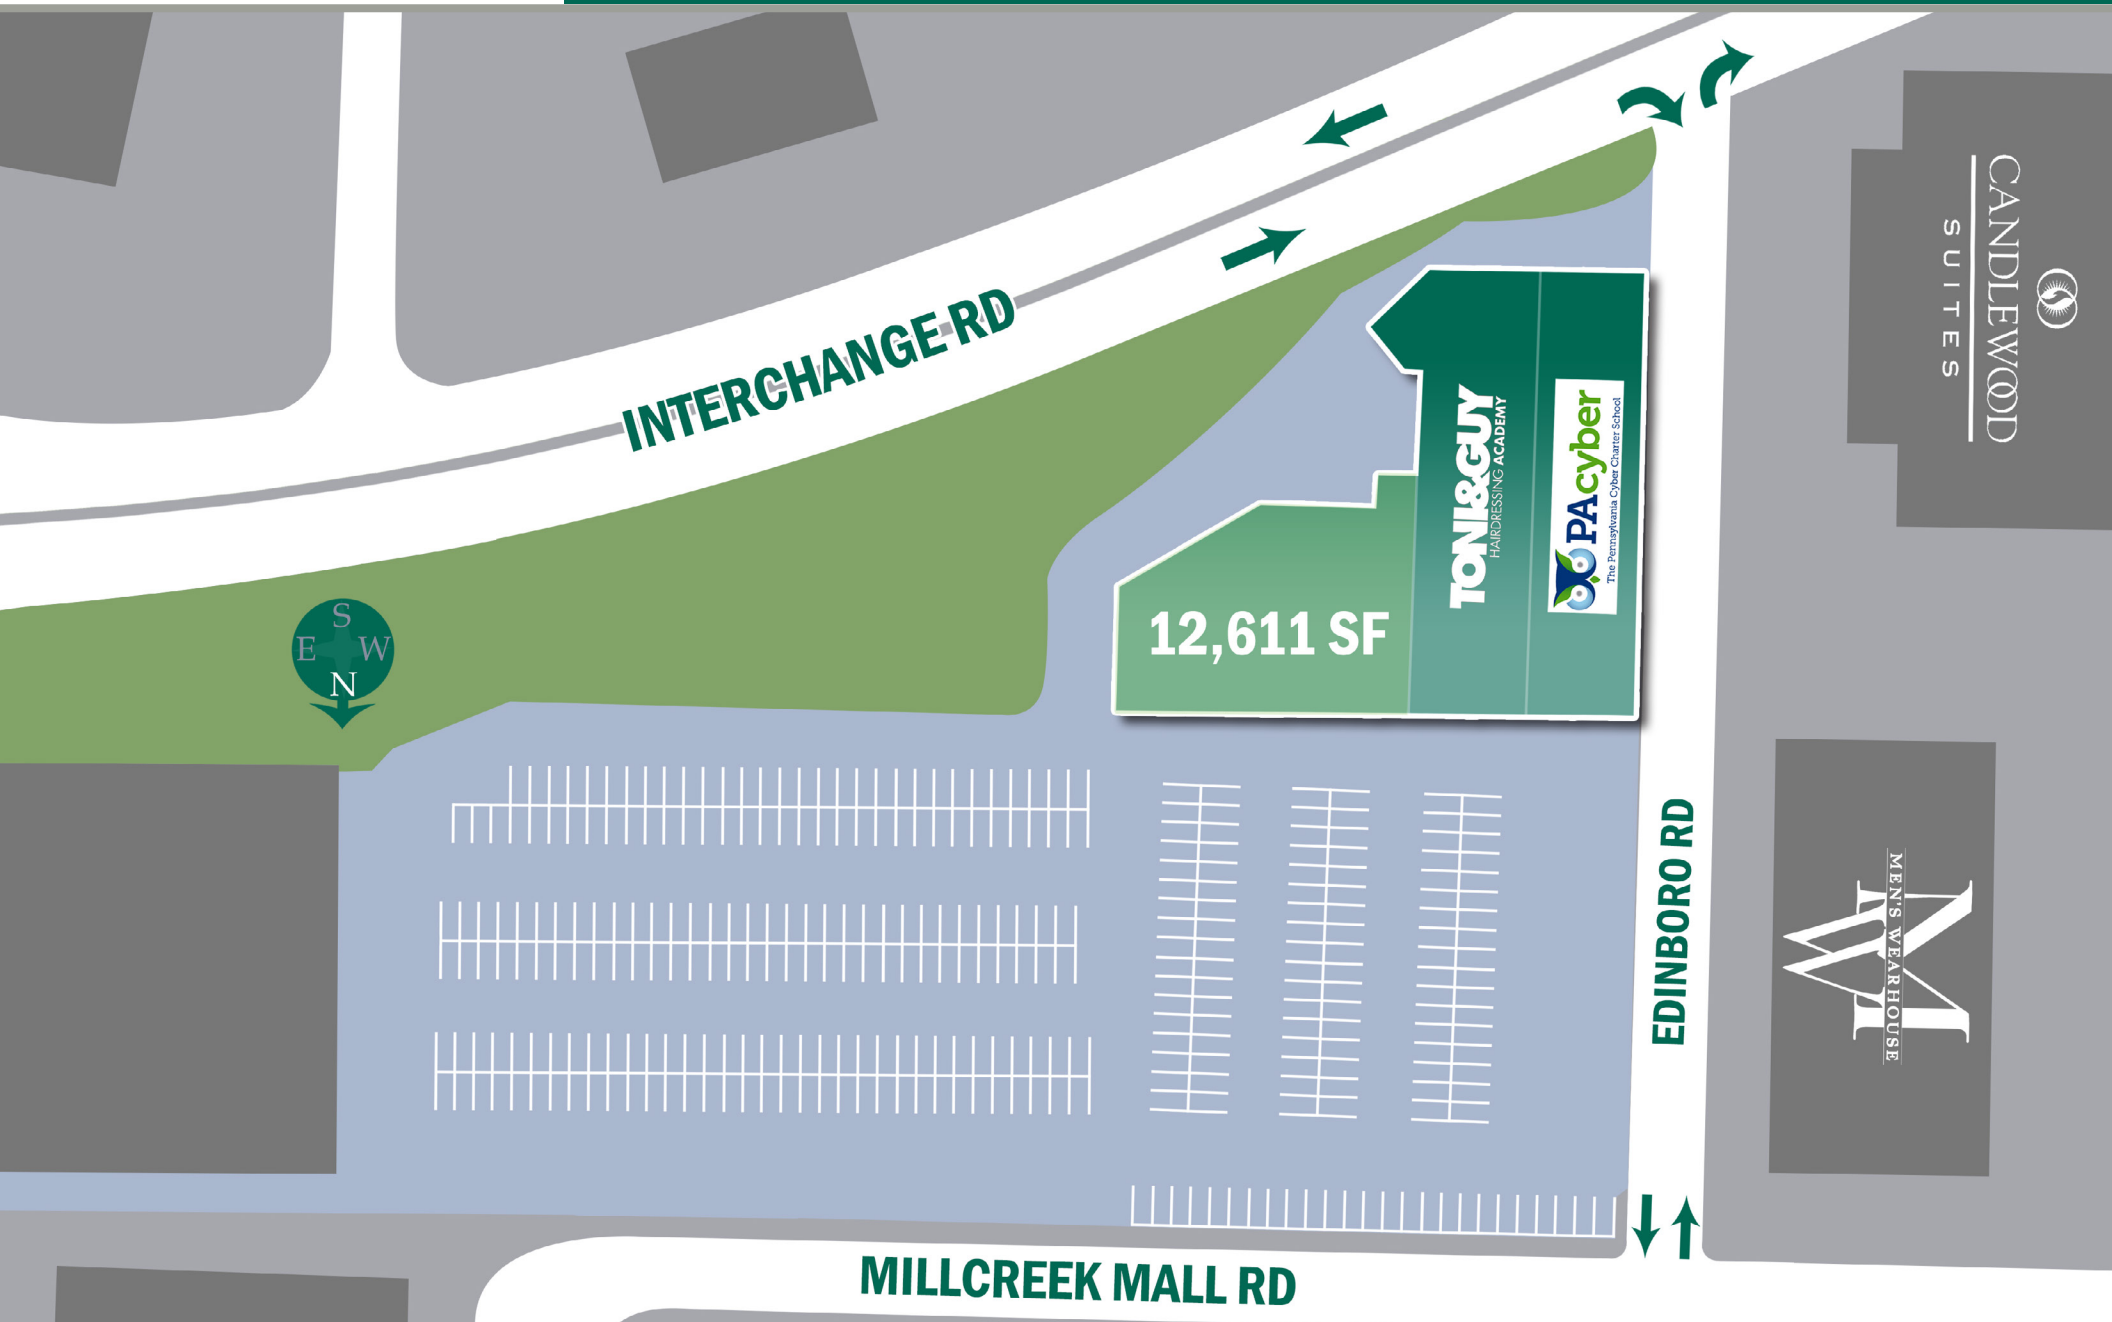 CANDLEWOOD
SUITES
INTERCHANGE RD
TONI&GUY
HAIRDRESSING ACADEMY
PAcyber
The Pennsylvania Cyber Charter School
12,611 SF
S
E W
N
EDINBORO RD
M
W
MEN'S WEARHOUSE
MILLCREEK MALL RD